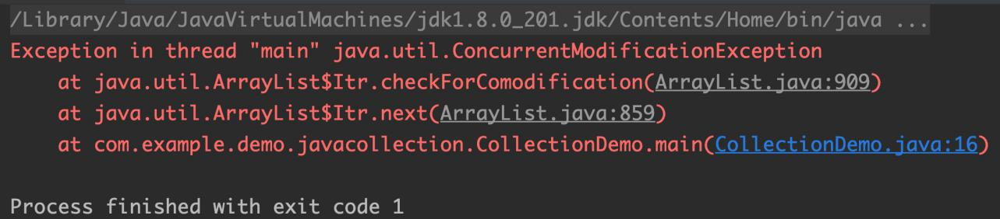 /Library/Java/JavaVirtualMachines/jdk1.8.0_201.jdk/Contents/Home/bin/java ...
Exception in thread "main" java.util.ConcurrentModificationException
    at java.util.ArrayList$Itr.checkForComodification(ArrayList.java:909)
    at java.util.ArrayList$Itr.next(ArrayList.java:859)
    at com.example.demo.javacollection.CollectionDemo.main(CollectionDemo.java:16)
Process finished with exit code 1